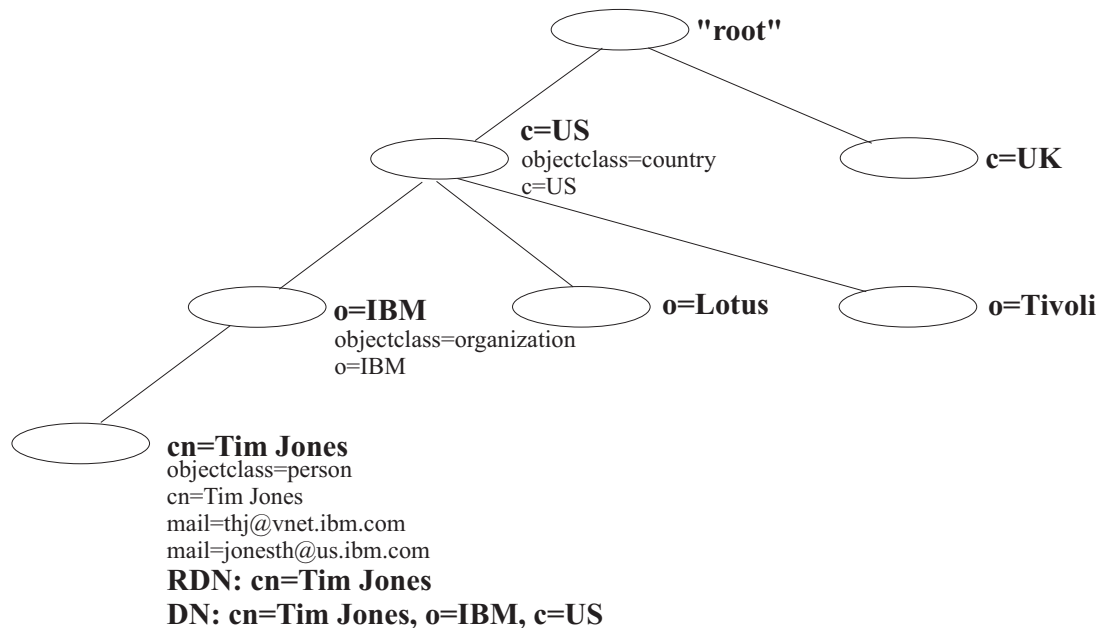 "root"
c=US
objectclass=country
c=US
c=UK
o=IBM
objectclass=organization
o=IBM
o=Lotus
o=Tivoli
cn=Tim Jones
objectclass=person
cn=Tim Jones
mail=thj@vnet.ibm.com
mail=jonesth@us.ibm.com
RDN: cn=Tim Jones
DN: cn=Tim Jones, o=IBM, c=US